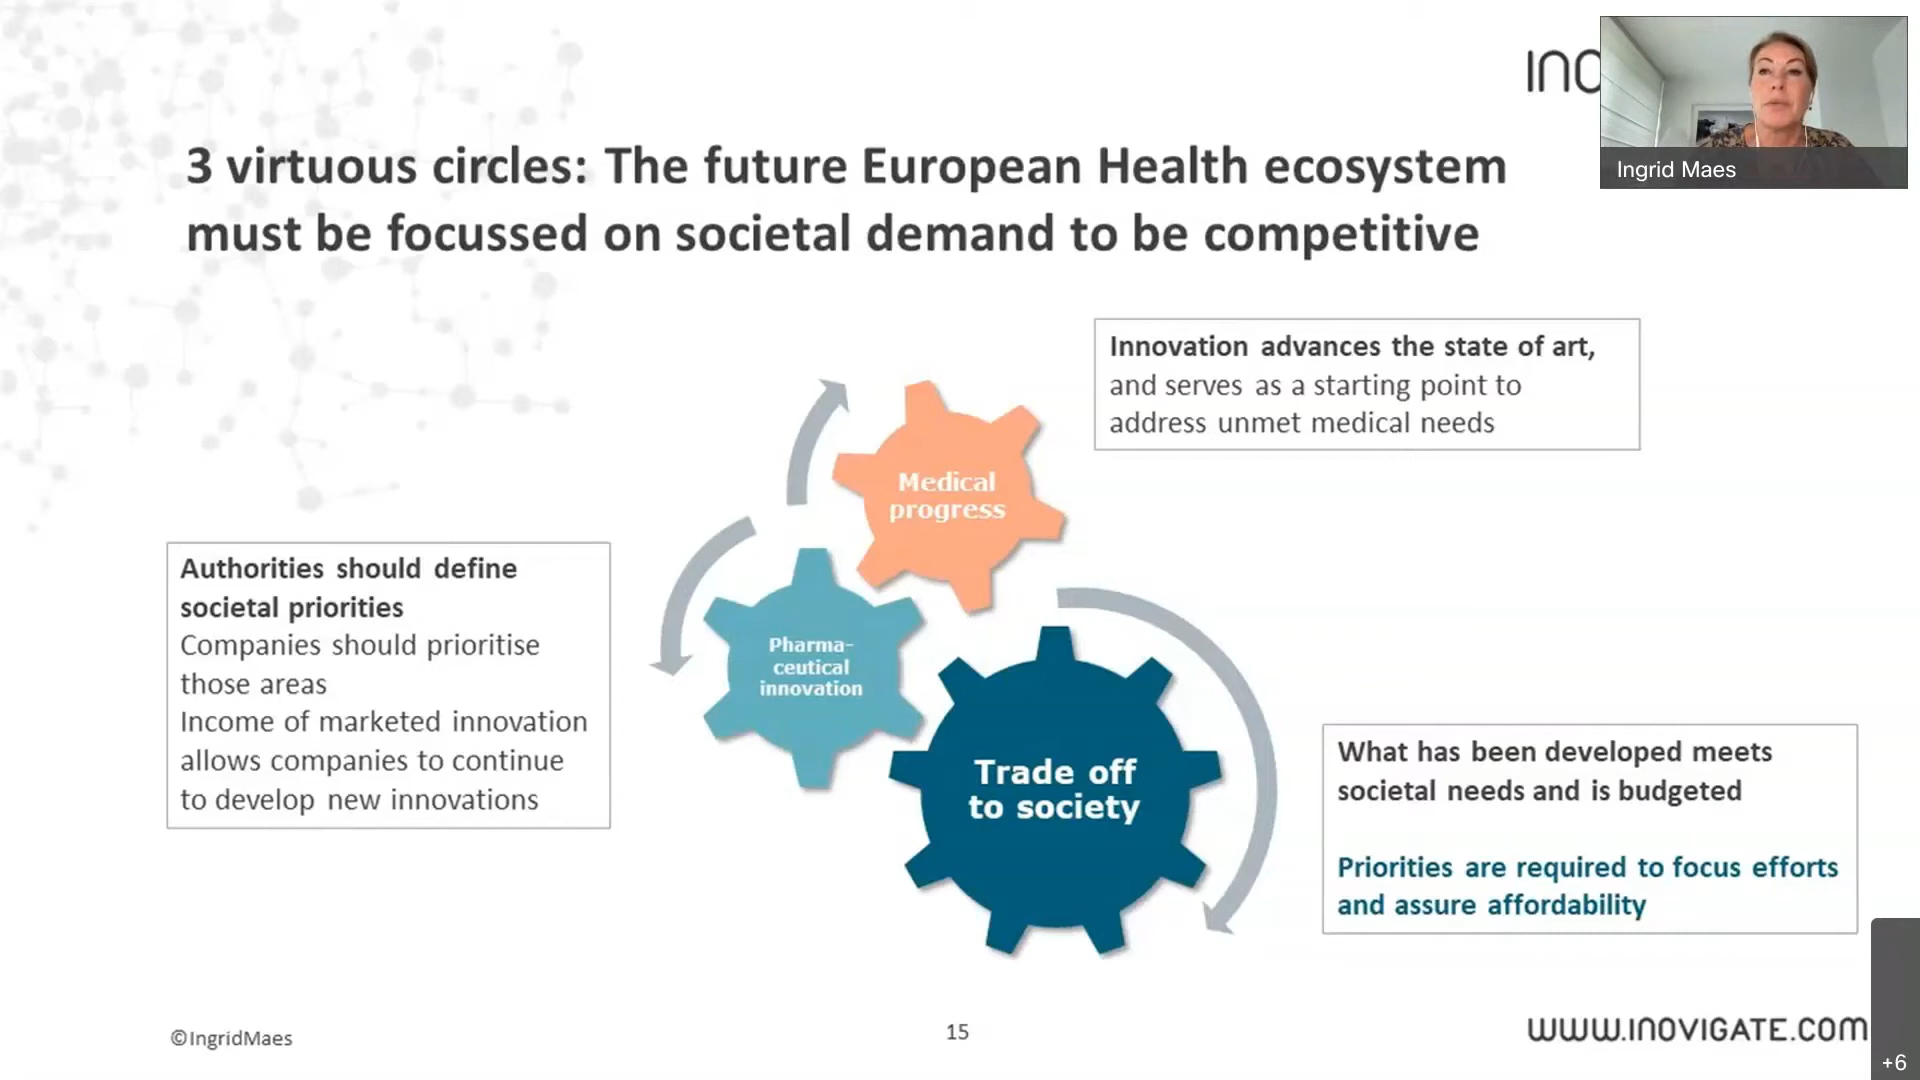 INO
Ingrid Maes
3 virtuous circles: The future European Health ecosystem
must be focussed on societal demand to be competitive
Innovation advances the state of art,
and serves as a starting point to
address unmet medical needs
Medical
progress
Authorities should define
societal priorities
Companies should prioritise
those areas
Income of marketed innovation
allows companies to continue
to develop new innovations
Pharma-
ceutical
innovation
Trade off
to society
What has been developed meets
societal needs and is budgeted
Priorities are required to focus efforts
and assure affordability
©IngridMaes
15
WWW.INOVIGATE.COM
+6